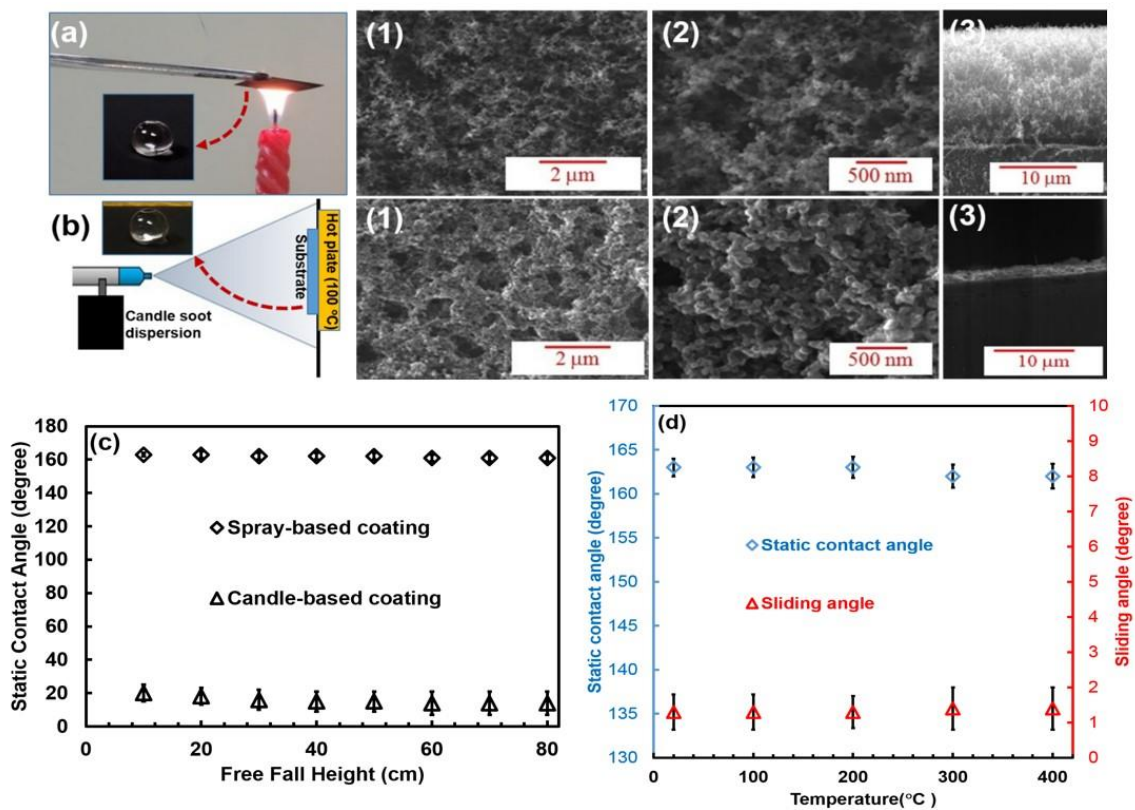 (a)
(1)
2 μm
(2)
500 nm
(3)
10 μm
(b)
Candle soot
dispersion
Substrate
Hot plate (100 °C)
(1)
2 μm
(2)
500 nm
(3)
10 μm
(c)
Static Contact Angle (degree)
180
160
140
120
100
80
60
40
20
0
Spray-based coating
Candle-based coating
0 20 40 60 80
Free Fall Height (cm)
(d)
Static contact angle (degree)
170
165
160
155
150
145
140
135
130
Static contact angle
Sliding angle
0 100 200 300 400
Temperature(°C )
10
9
8
7
6
5
4
3
2
1
0
Sliding angle (degree)